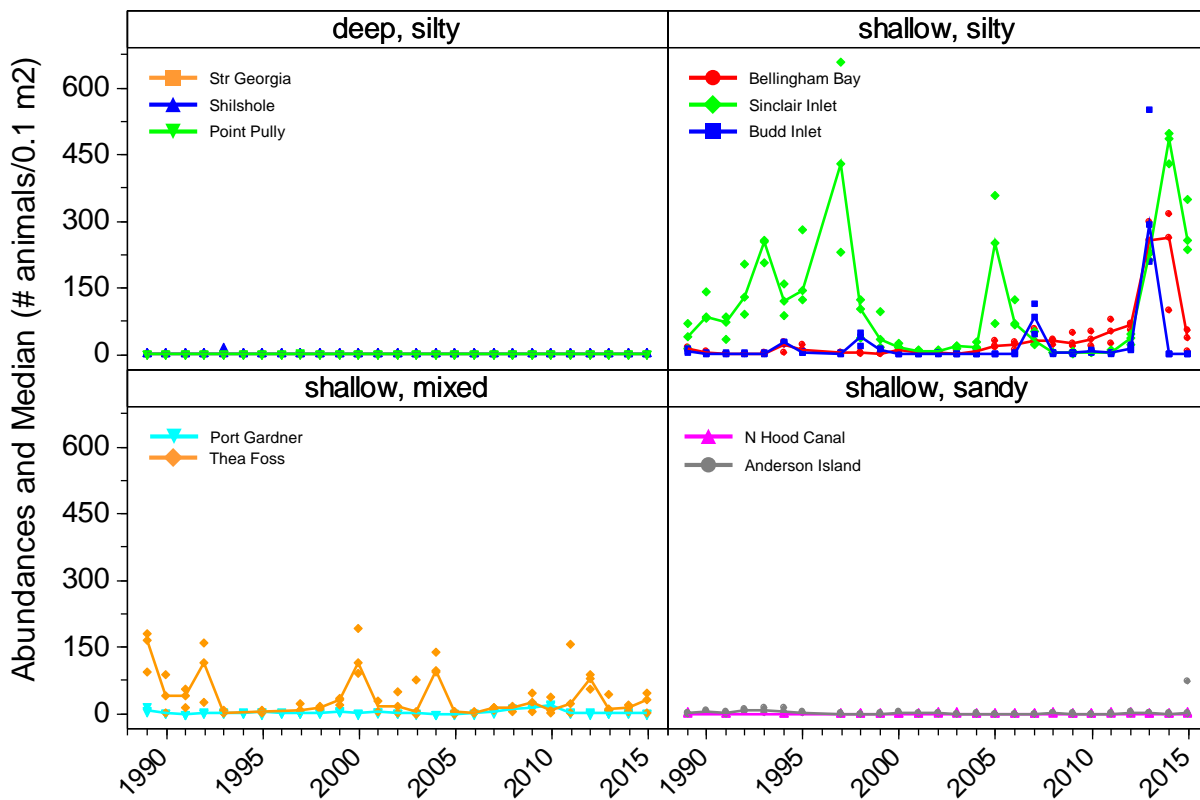 Abundances and Median (# animals/0.1 m2)
deep, silty
600
450
300
150
0
Str Georgia
Shilshole
Point Pully
shallow, silty
Bellingham Bay
Sinclair Inlet
Budd Inlet
shallow, mixed
600
450
300
150
0
Port Gardner
Thea Foss
1990
1995
2000
2005
2010
2015
shallow, sandy
N Hood Canal
Anderson Island
1990
1995
2000
2005
2010
2015